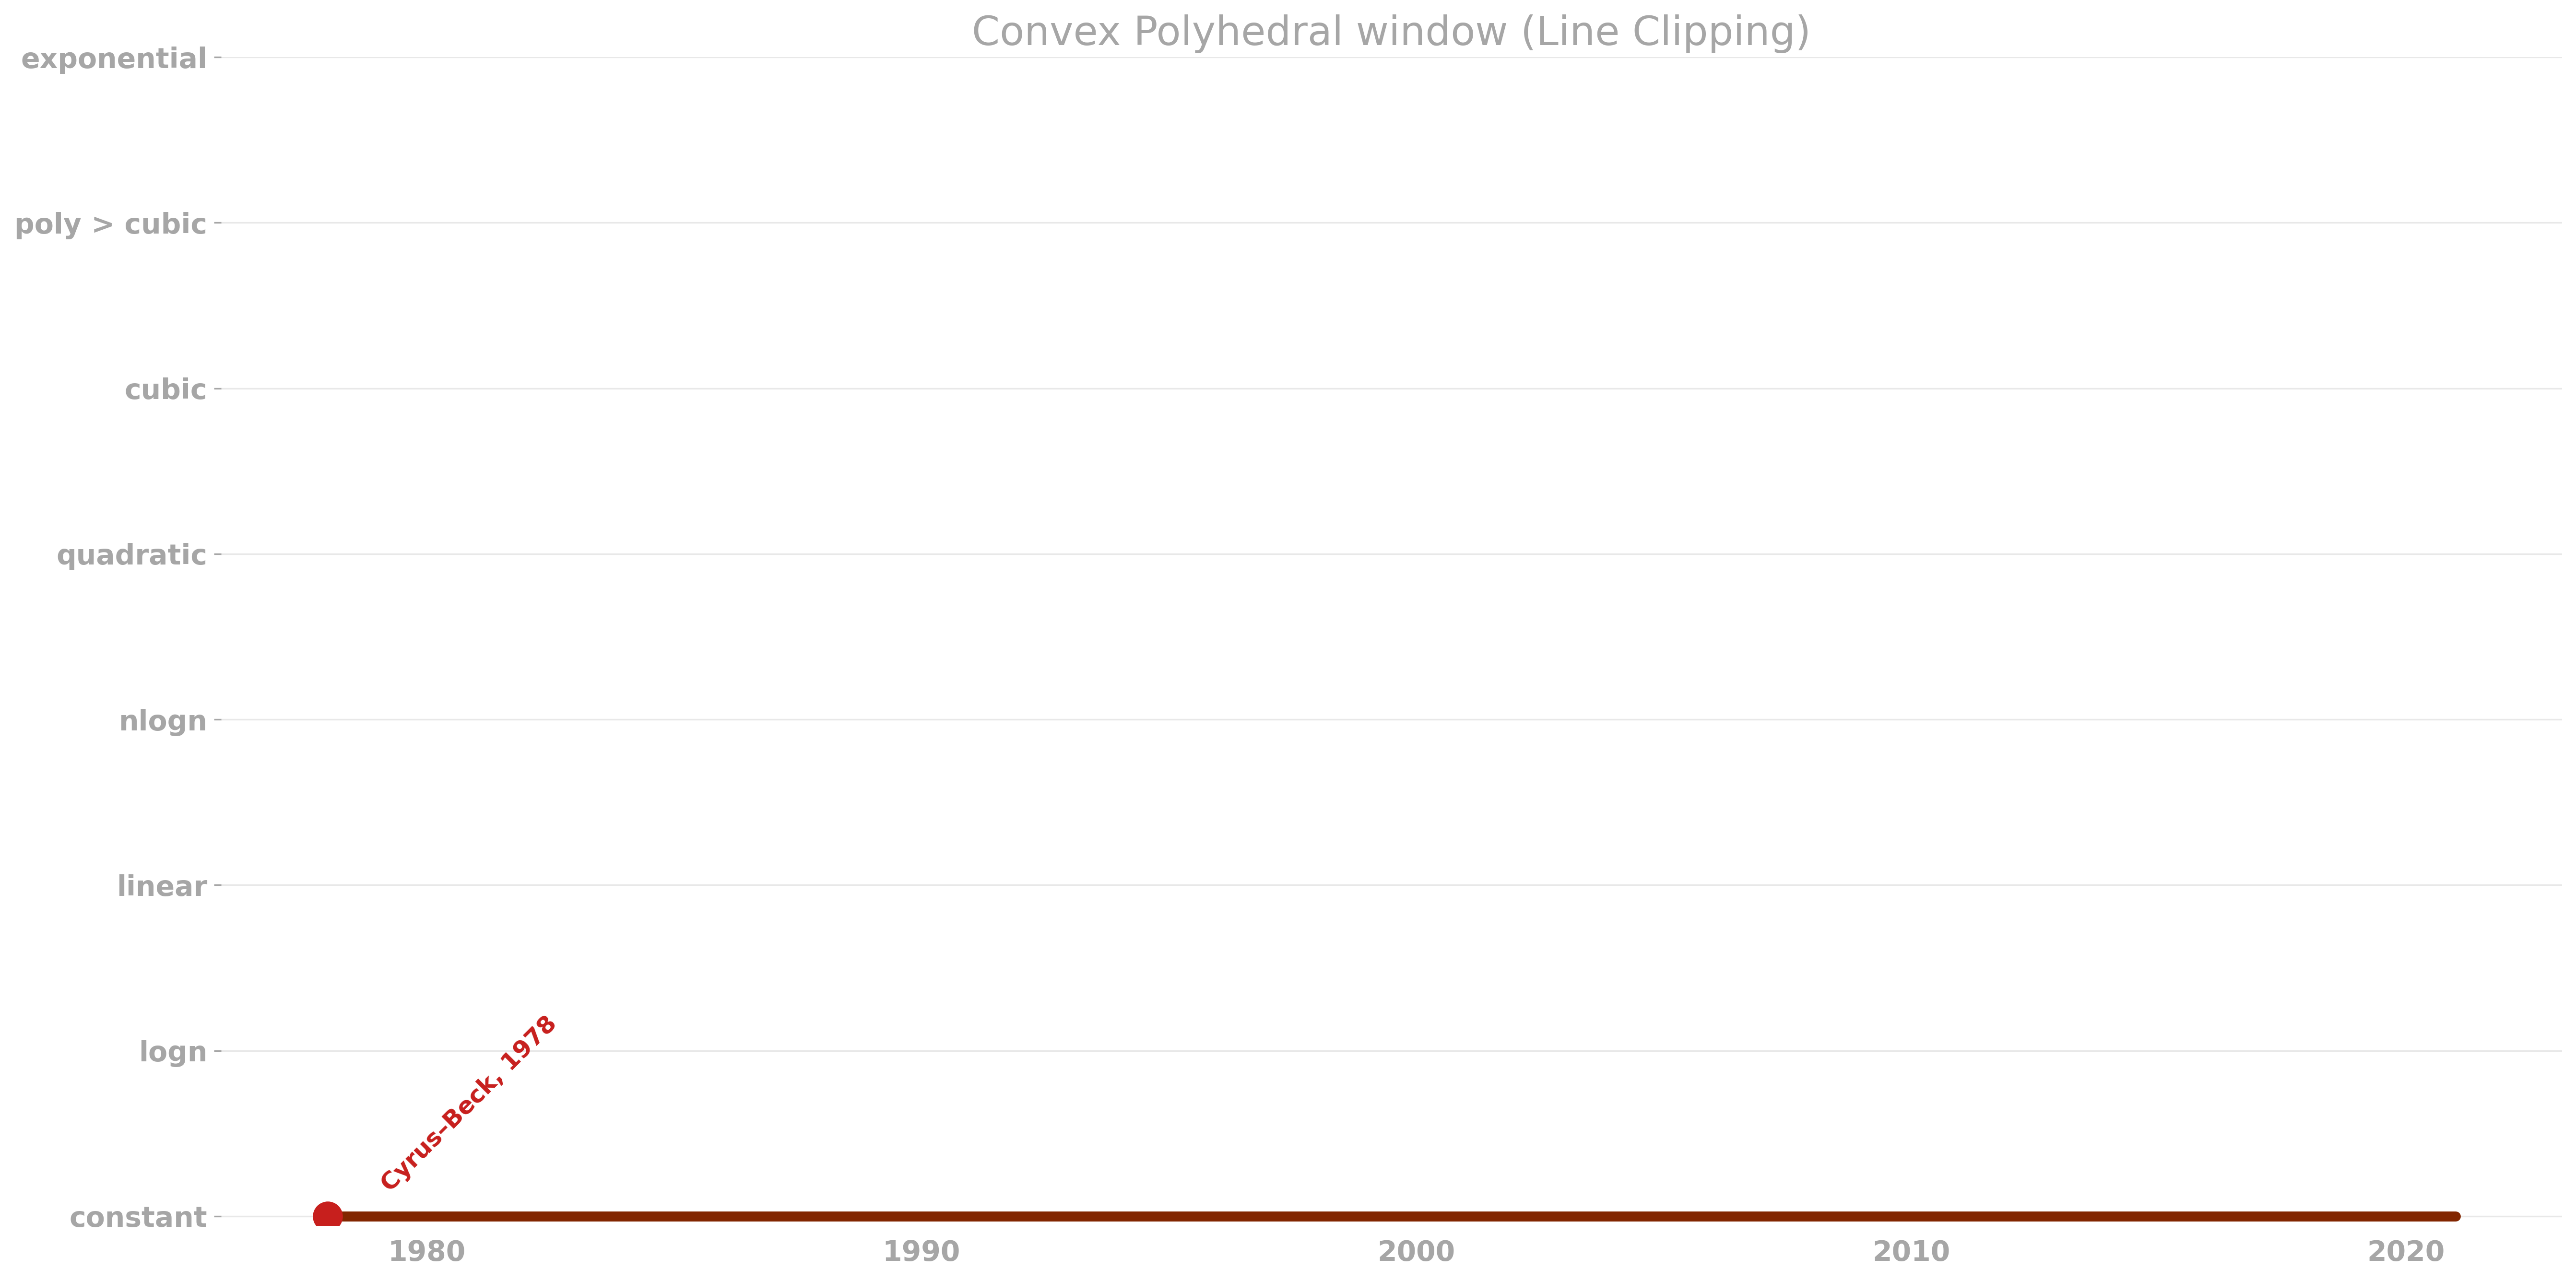 Convex Polyhedral window (Line Clipping)
exponential
poly > cubic
cubic
quadratic
nlogn
linear
logn
constant
Cyrus–Beck, 1978
1980 1990 2000 2010 2020